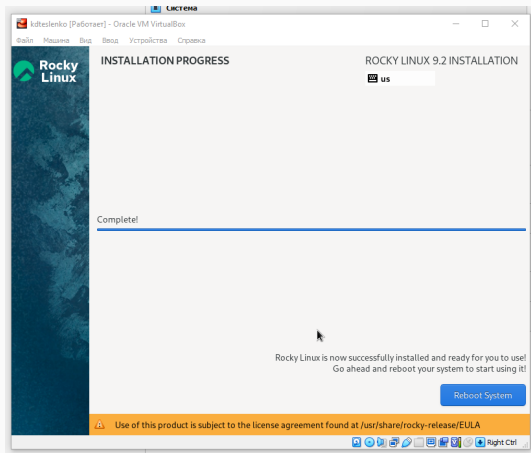 Система
kdteslenko [Работает] - Oracle VM VirtualBox
Файл Машина Вид Ввод Устройства Справка
Rocky
Linux
INSTALLATION PROGRESS
ROCKY LINUX 9.2 INSTALLATION
us
Complete!
Rocky Linux is now successfully installed and ready for you to use!
Go ahead and reboot your system to start using it!
Reboot System
Use of this product is subject to the license agreement found at /usr/share/rocky-release/EULA
Right Ctrl